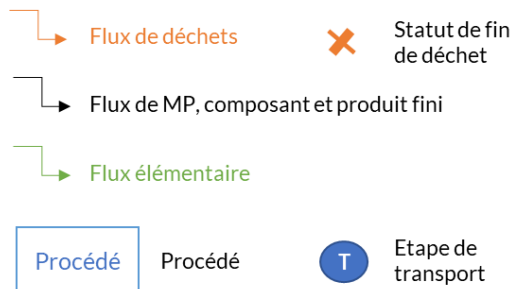 Flux de déchets
Statut de fin
de déchet
Flux de MP, composant et produit fini
Flux élémentaire
Procédé
Procédé
T
Etape de
transport